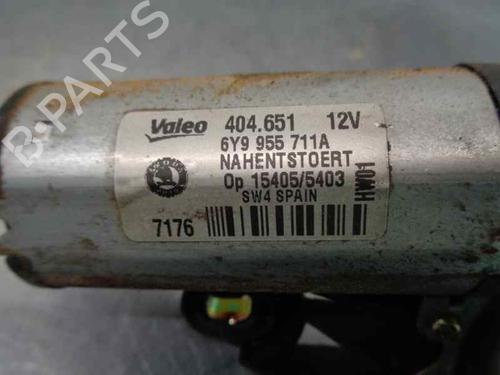 Valeo 404.651 12V
6Y9 955 711A
NAHENTSTOERT
Op 15405/5403
SW4 SPAIN
HW01
7176
B-PARTS